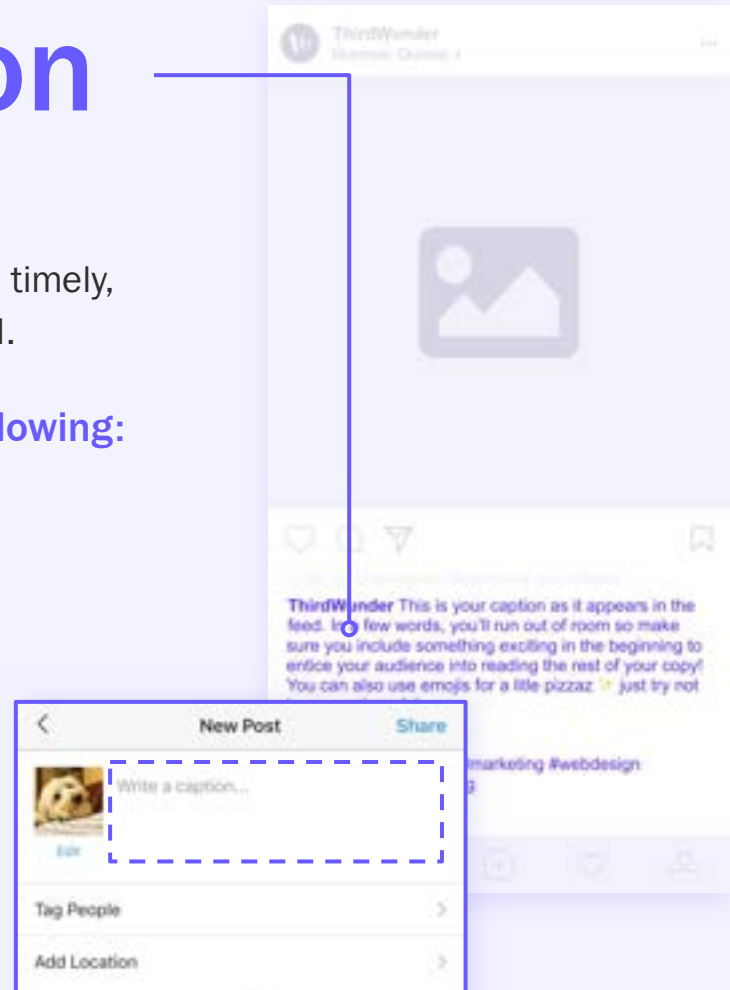 on
timely,
lowing:
ThirdWunder
ThirdWunder This is your caption as it appears in the
feed. In few words, you'll run out of room so make
sure you include something exciting in the beginning to
entice your audience into reading the rest of your copy!
You can also use emojis for a little pizzaz ✨ just try not
marketing #webdesign
New Post
Share
Write a caption...
Edit
Tag People
Add Location